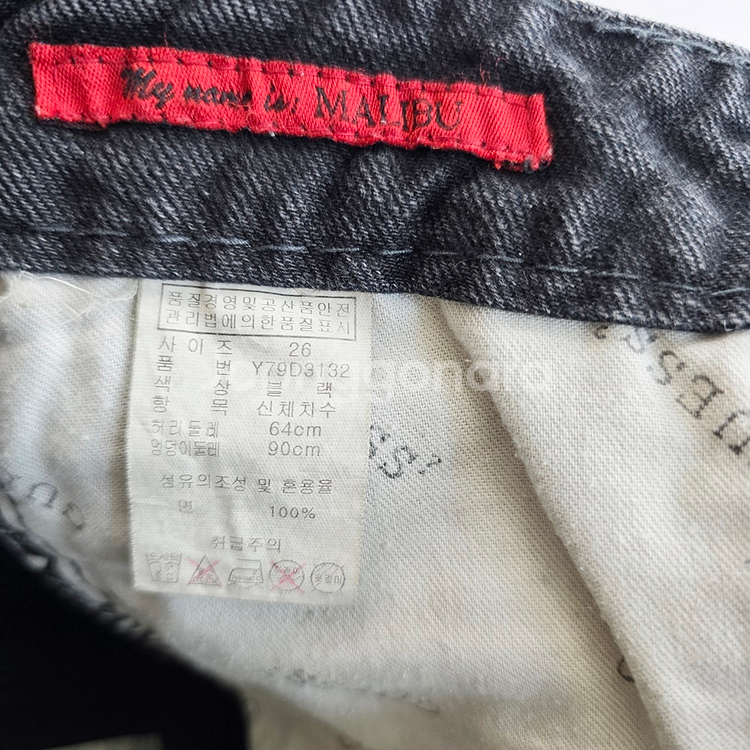 My name is. MALIBU
품질경영및공산품안전
관리법에의한품질표시
사이즈 26
품 번 Y79D3132
색 상 블 랙
항 목 신체차수
허리둘레 64cm
엉덩이둘레 90cm
섬유의조성 및 혼용율
면 100%
취급주의